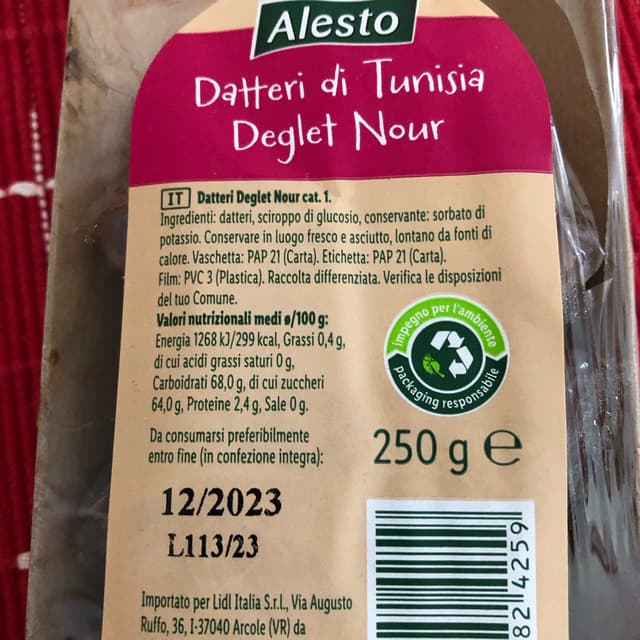 Alesto
Datteri di Tunisia
Deglet Nour
IT Datteri Deglet Nour cat. 1.
Ingredienti: datteri, sciroppo di glucosio, conservante: sorbato di
potassio. Conservare in luogo fresco e asciutto, lontano da fonti di
calore. Vaschetta: PAP 21 (Carta). Etichetta: PAP 21 (Carta).
Film: PVC 3 (Plastica). Raccolta differenziata. Verifica le disposizioni
del tuo Comune.
Valori nutrizionali medi ø/100 g:
Energia 1268 kJ/299 kcal, Grassi 0,4 g,
di cui acidi grassi saturi 0 g,
Carboidrati 68,0 g, di cui zuccheri
64,0 g, Proteine 2,4 g, Sale 0 g.
impegno per l'ambiente
packaging responsabile
Da consumarsi preferibilmente
entro fine (in confezione integra):
250 g e
12/2023
L113/23
Importato per Lidl Italia S.r.l., Via Augusto
Ruffo, 36, I-37040 Arcole (VR) da
82 4259